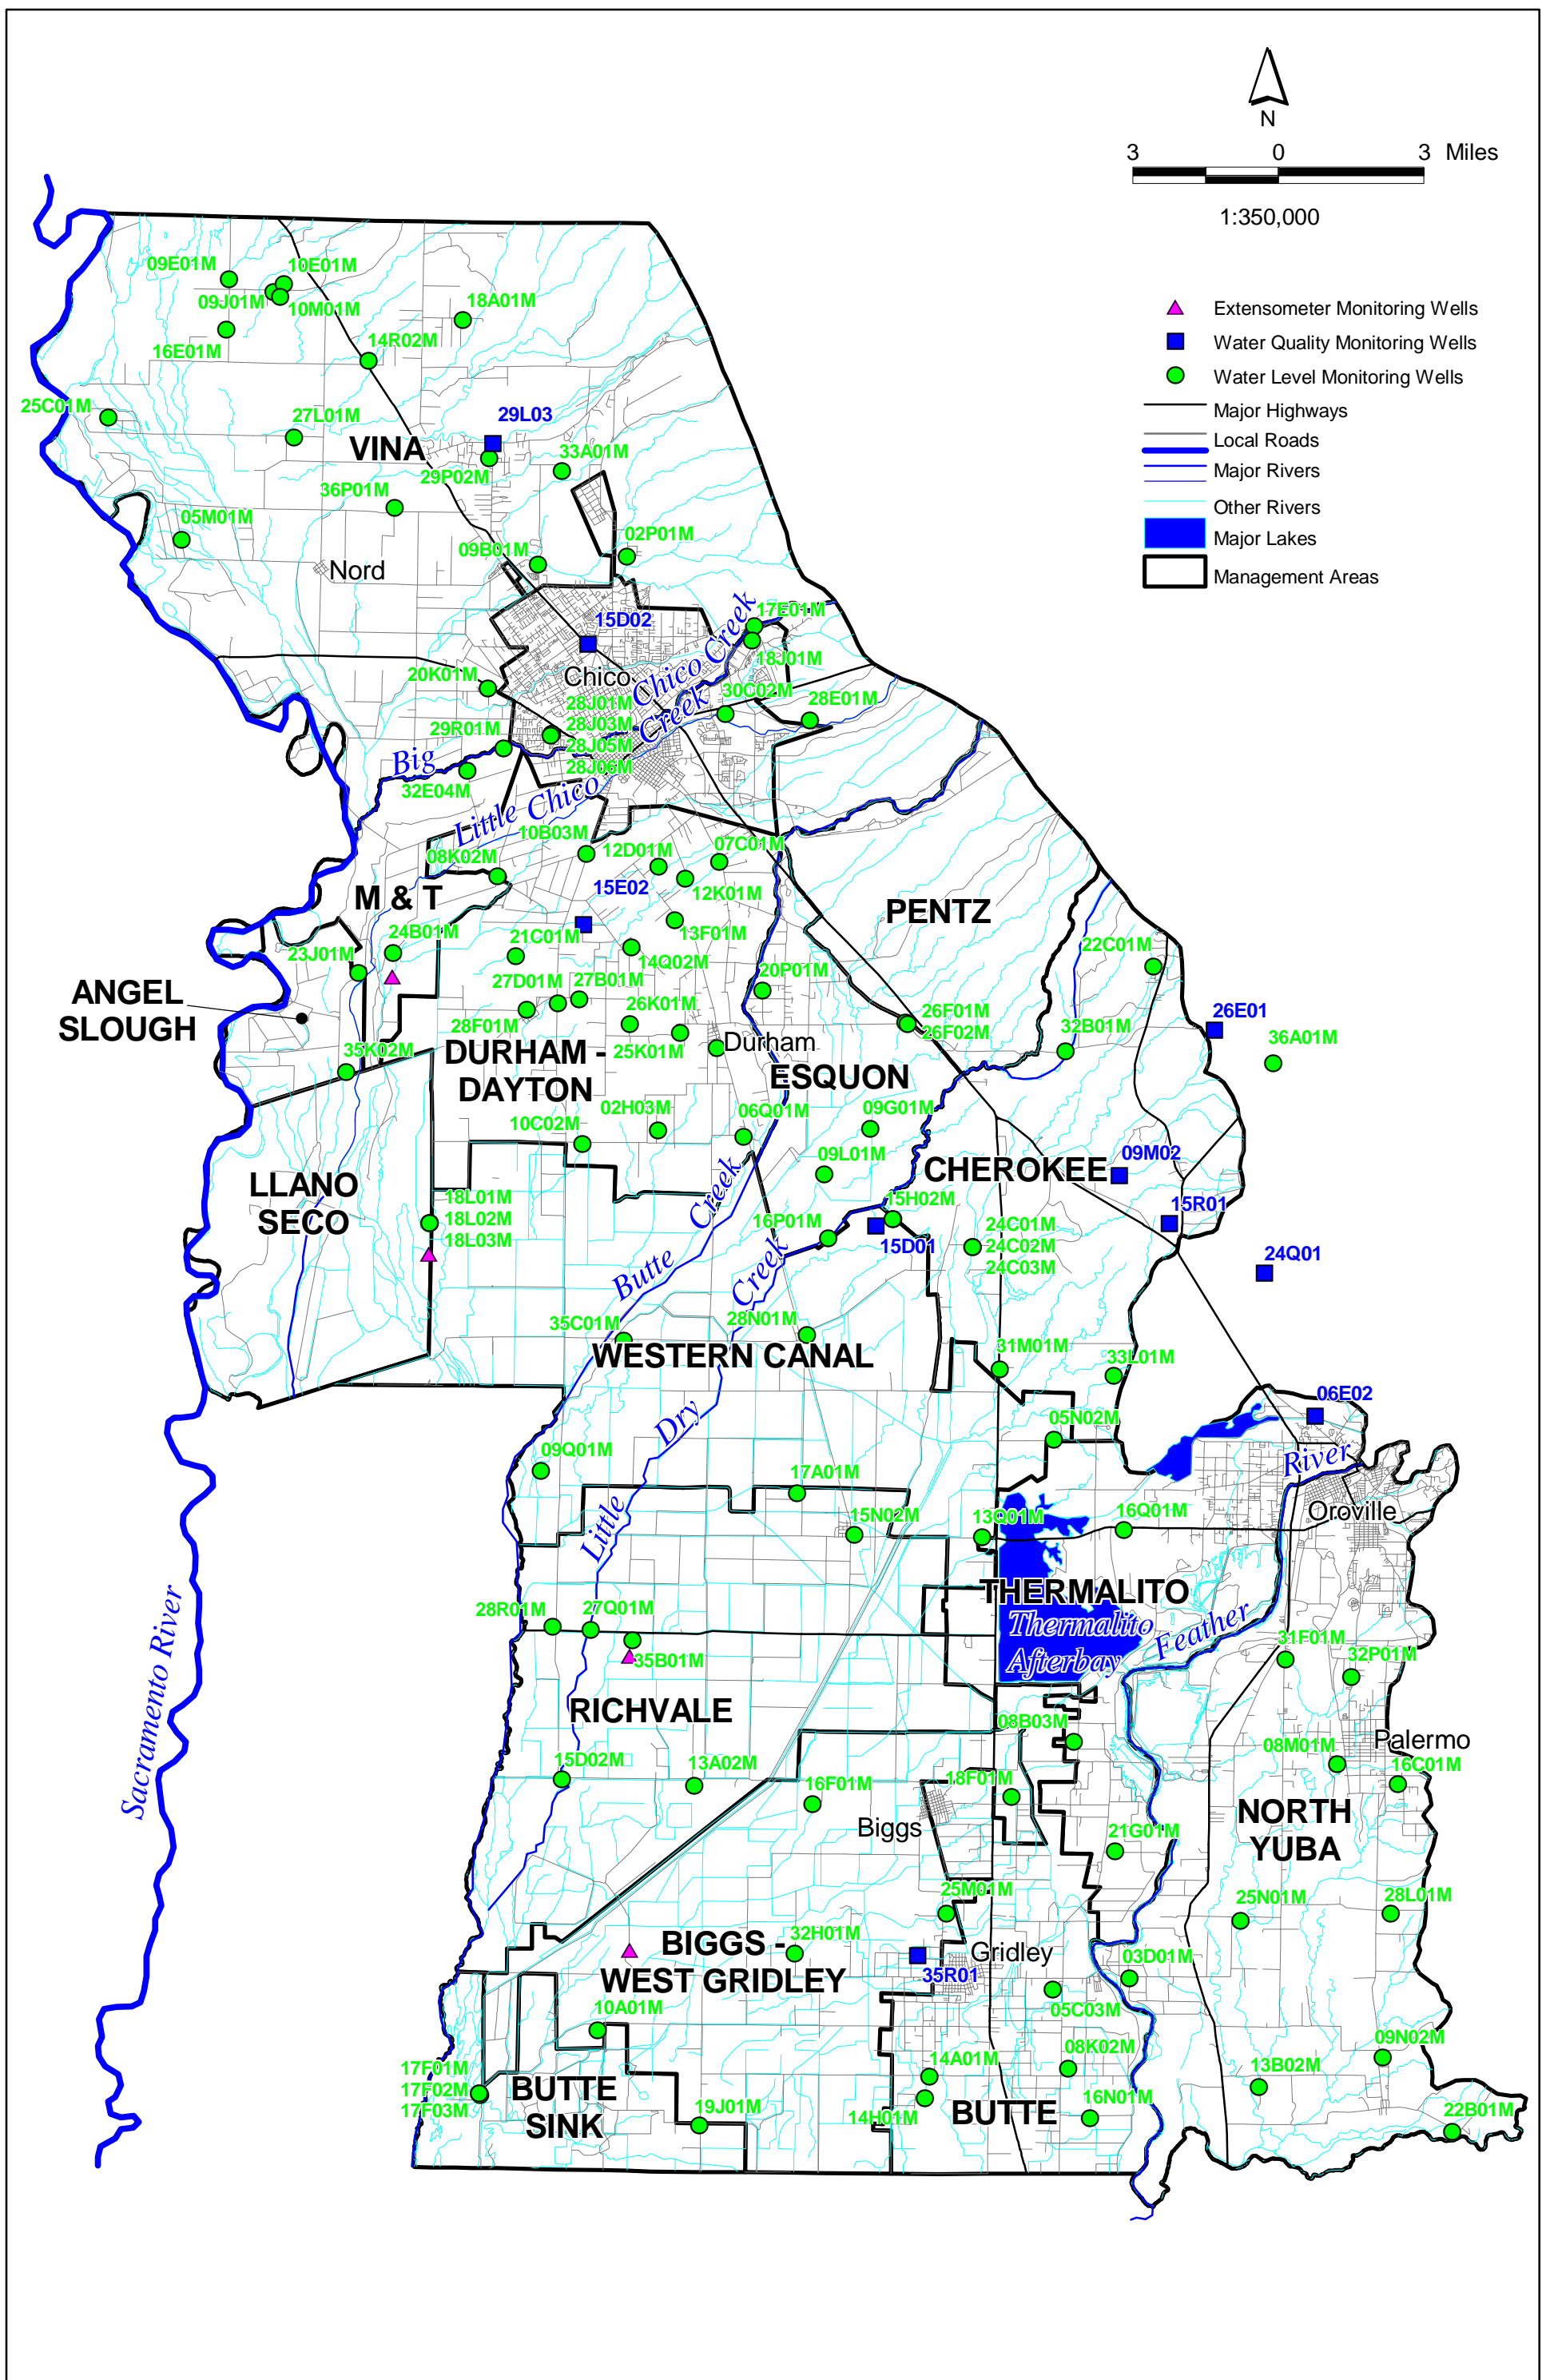 N
3 0 3 Miles
1:350,000
Extensometer Monitoring Wells
Water Quality Monitoring Wells
Water Level Monitoring Wells
Major Highways
Local Roads
Major Rivers
Other Rivers
Major Lakes
Management Areas
09E01M
10E01M
09J01M
10M01M
18A01M
16E01M
14R02M
25C01M
27L01M
29L03
VINA
33A01M
29P02M
36P01M
05M01M
02P01M
09B01M
Nord
17E01M
15D02
18J01M
Chico
Chico Creek
20K01M
28J01M
30C02M
28E01M
28J03M
Creek
29R01M
28J05M
Big
28J06M
32E04M
Little Chico
10B03M
07C01M
12D01M
08K02M
12K01M
15E02
M & T
PENTZ
13F01M
24B01M
21C01M
22C01M
23J01M
14Q02M
20P01M
27D01M
27B01M
ANGEL
SLOUGH
26K01M
26F01M
26E01
28F01M
26F02M
32B01M
36A01M
35K02M
DURHAM -
DAYTON
25K01M
Durham
ESQUON
02H03M
06Q01M
09G01M
10C02M
09L01M
CHEROKEE
09M02
LLANO
SECO
18L01M
18L02M
18L03M
Creek
15H02M
15R01
16P01M
15D01
24C01M
24C02M
24C03M
24Q01
Butte
Creek
35C01M
28N01M
WESTERN CANAL
31M01M
33L01M
06E02
Dry
05N02M
09Q01M
River
17A01M
Oroville
15N02M
13Q01M
16Q01M
Little
THERMALITO
28R01M
27Q01M
Thermalito
Afterbay
Feather
35B01M
31F01M
32P01M
Sacramento River
RICHVALE
08B03M
Palermo
15D02M
13A02M
08M01M
16F01M
18F01M
16C01M
Biggs
NORTH
YUBA
21G01M
25M01M
25N01M
28L01M
32H01M
BIGGS -
WEST GRIDLEY
Gridley
03D01M
35R01
05C03M
10A01M
09N02M
14A01M
08K02M
13B02M
17F01M
17F02M
17F03M
BUTTE
SINK
19J01M
14H01M
BUTTE
16N01M
22B01M